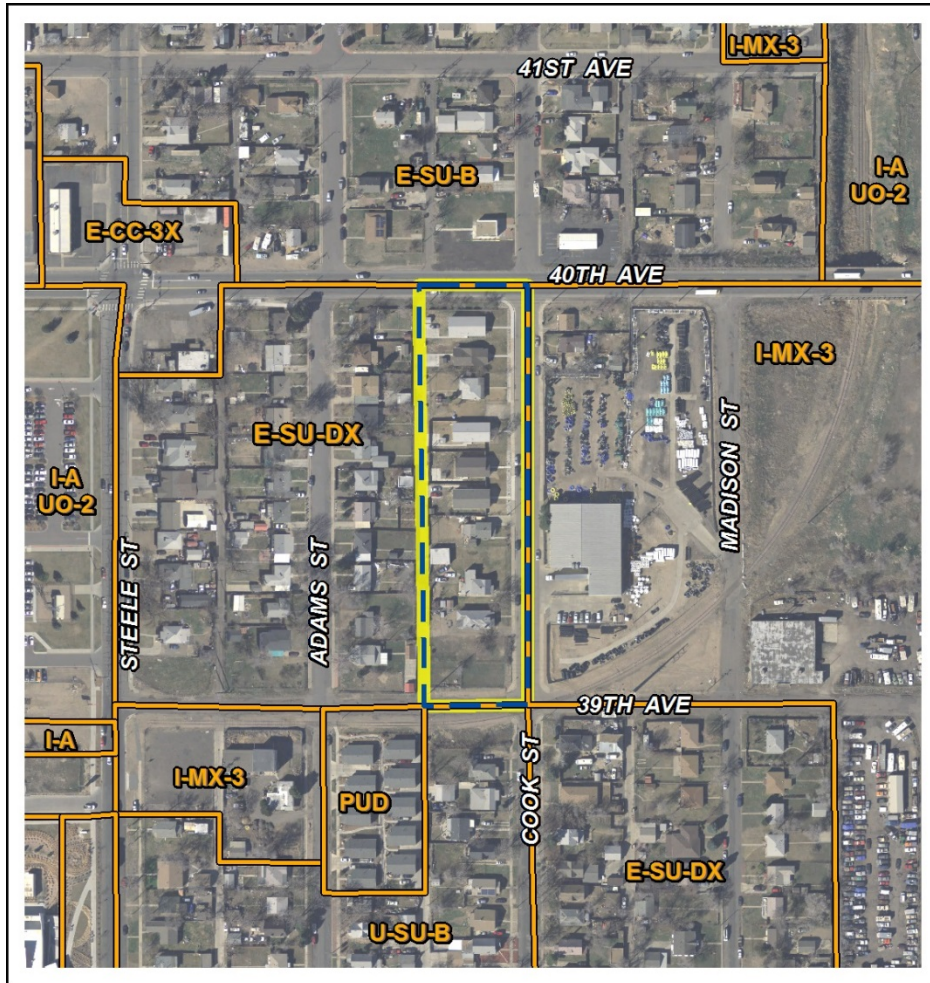 I-MX-3
41ST AVE
E-SU-B
I-A
UO-2
E-CC-3X
40TH AVE
I-MX-3
E-SU-DX
I-A
UO-2
MADISON ST
STEELE ST
ADAMS ST
39TH AVE
I-A
I-MX-3
PUD
COOK ST
E-SU-DX
U-SU-B